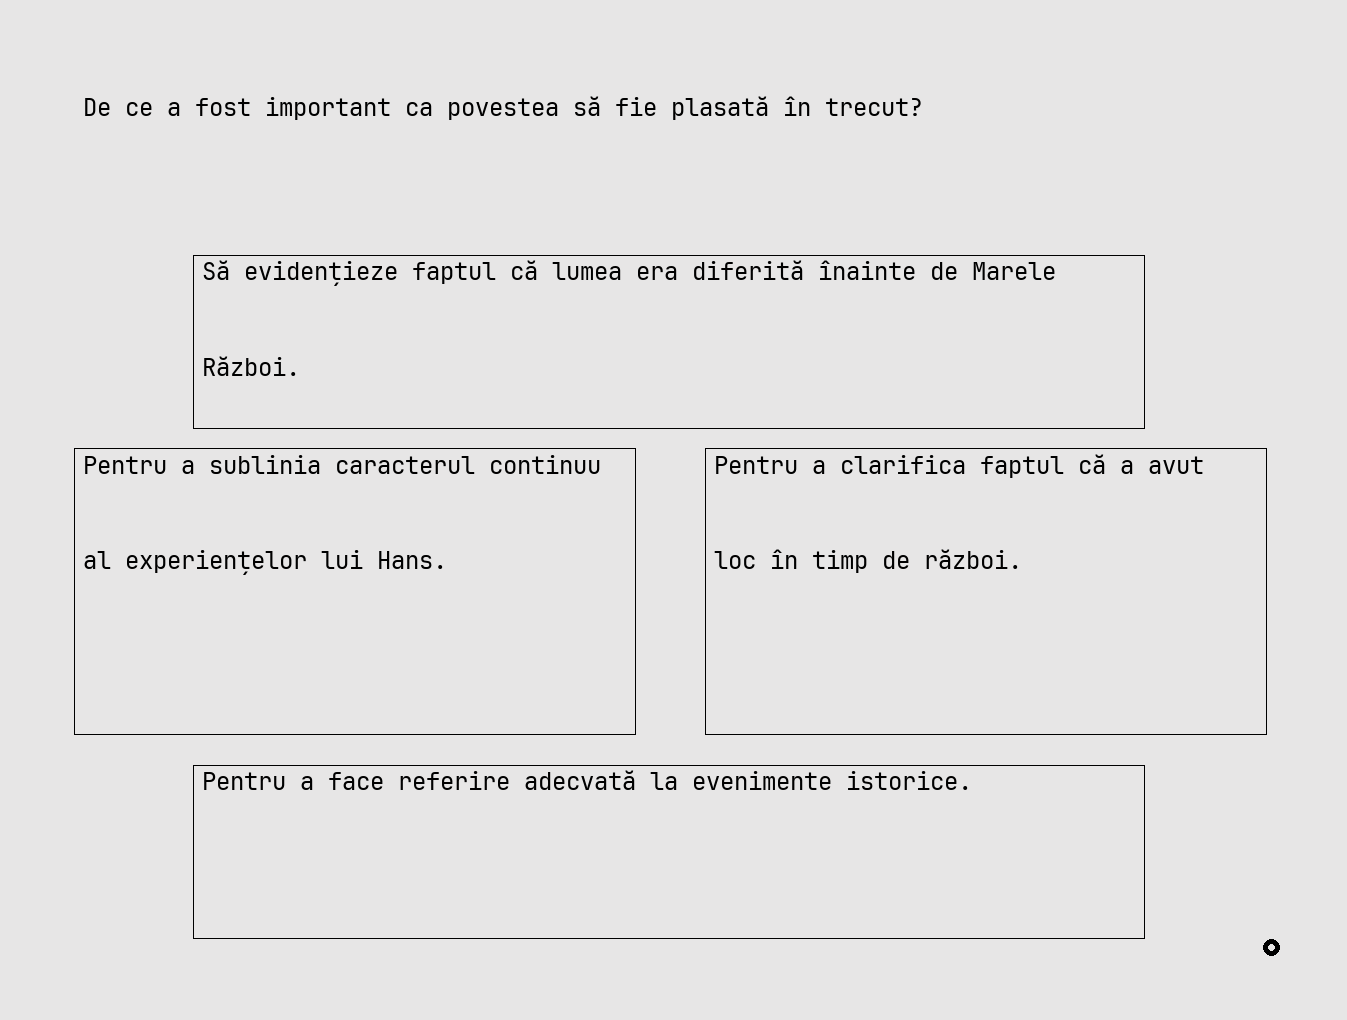 De ce a fost important ca povestea să fie plasată în trecut?
Să evidențieze faptul că lumea era diferită înainte de Marele
Război.
Pentru a sublinia caracterul continuu
al experiențelor lui Hans.
Pentru a clarifica faptul că a avut
loc în timp de război.
Pentru a face referire adecvată la evenimente istorice.